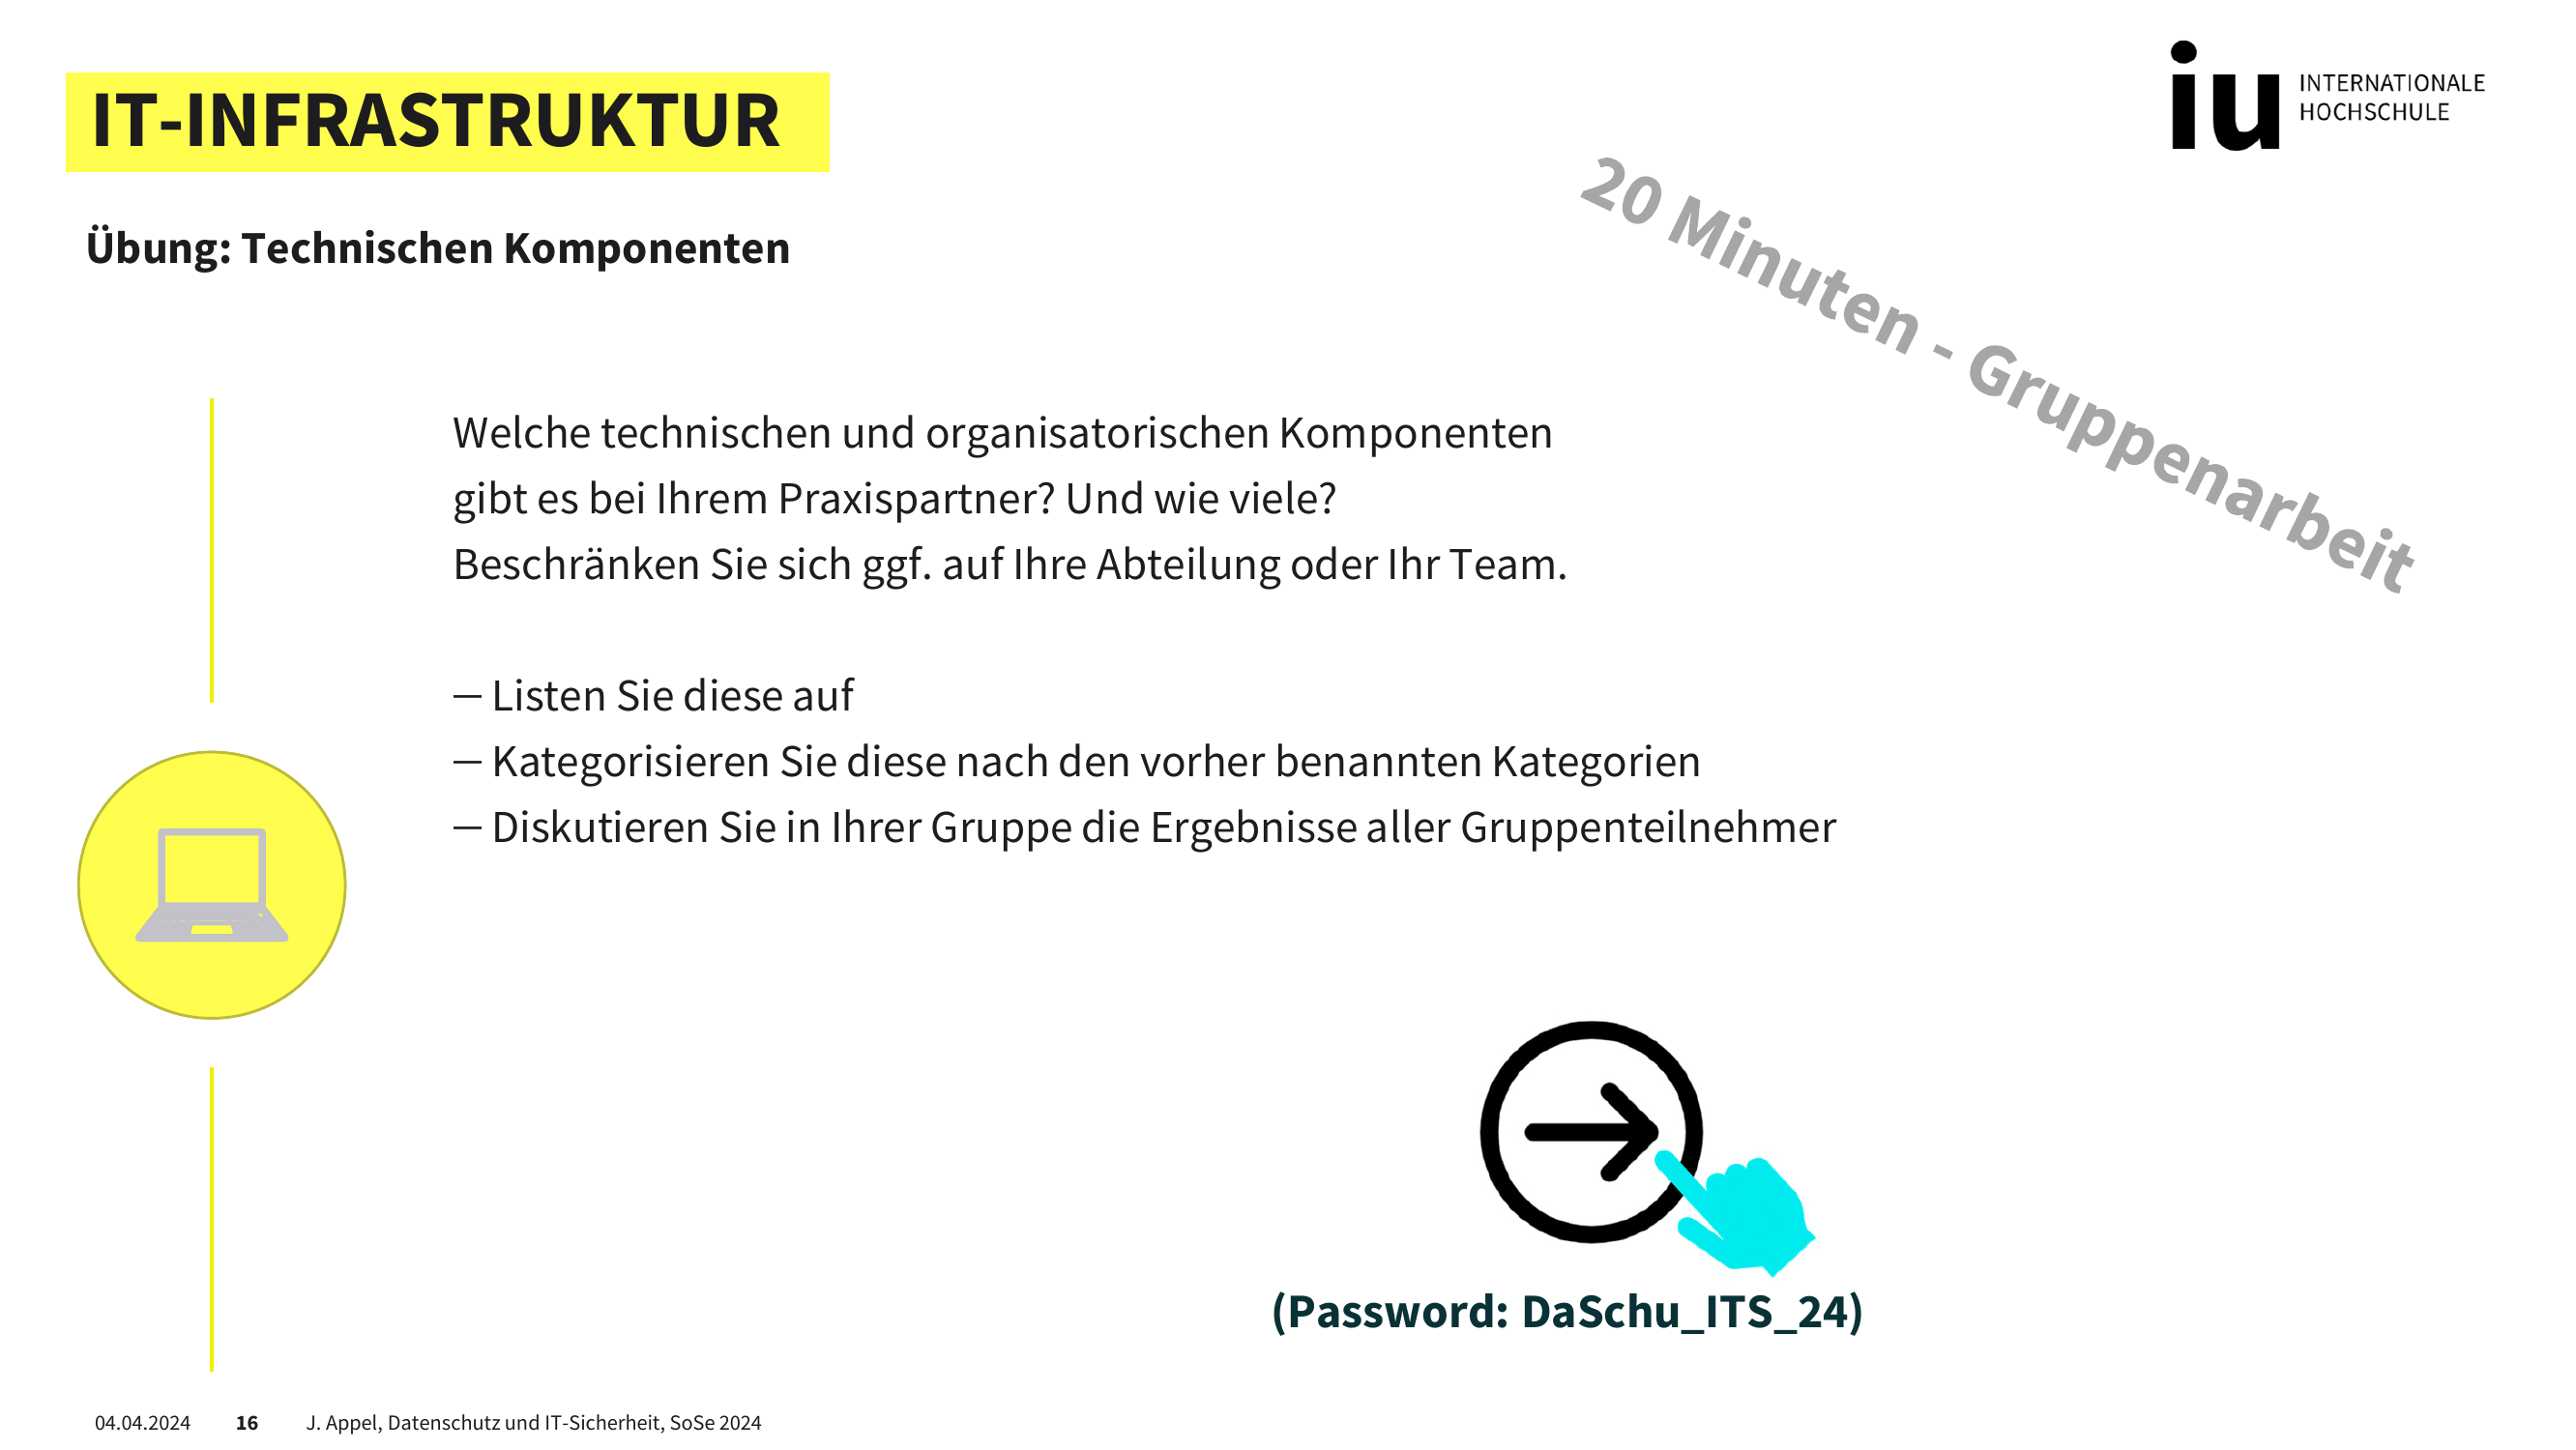 IT-INFRASTRUKTUR
iu INTERNATIONALE
HOCHSCHULE
Übung: Technischen Komponenten
20 Minuten - Gruppenarbeit
Welche technischen und organisatorischen Komponenten
gibt es bei Ihrem Praxispartner? Und wie viele?
Beschränken Sie sich ggf. auf Ihre Abteilung oder Ihr Team.
— Listen Sie diese auf
— Kategorisieren Sie diese nach den vorher benannten Kategorien
— Diskutieren Sie in Ihrer Gruppe die Ergebnisse aller Gruppenteilnehmer
(Password: DaSchu_ITS_24)
04.04.2024 16 J. Appel, Datenschutz und IT-Sicherheit, SoSe 2024